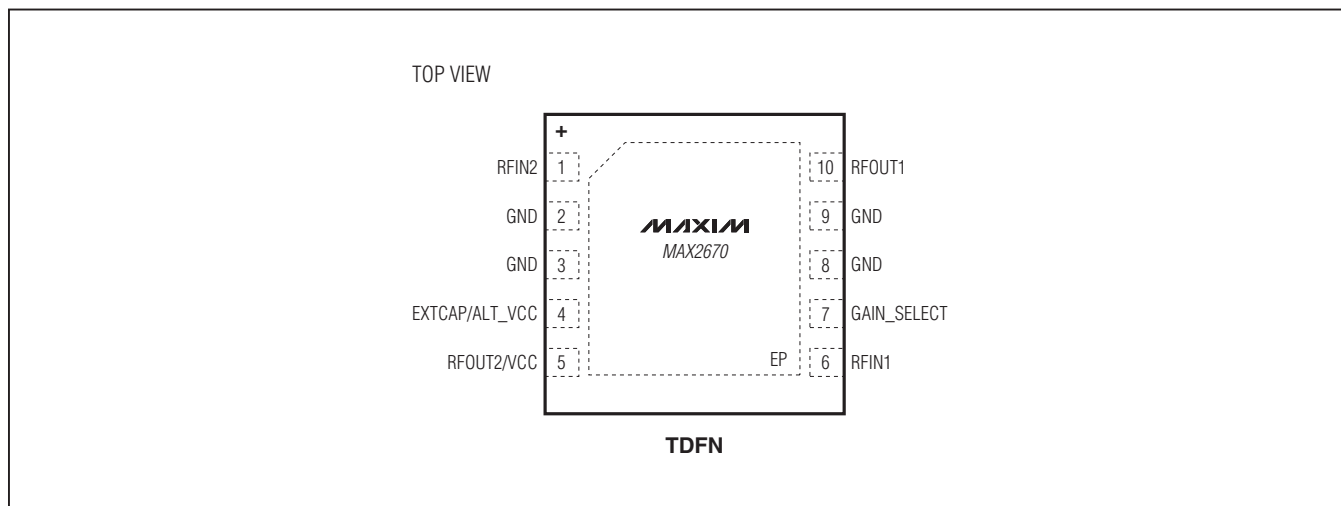 TOP VIEW
+
RFIN2 1
GND 2
GND 3
EXTCAP/ALT_VCC 4
RFOUT2/VCC 5
MAXIM
MAX2670
EP
10 RFOUT1
9 GND
8 GND
7 GAIN_SELECT
6 RFIN1
TDFN